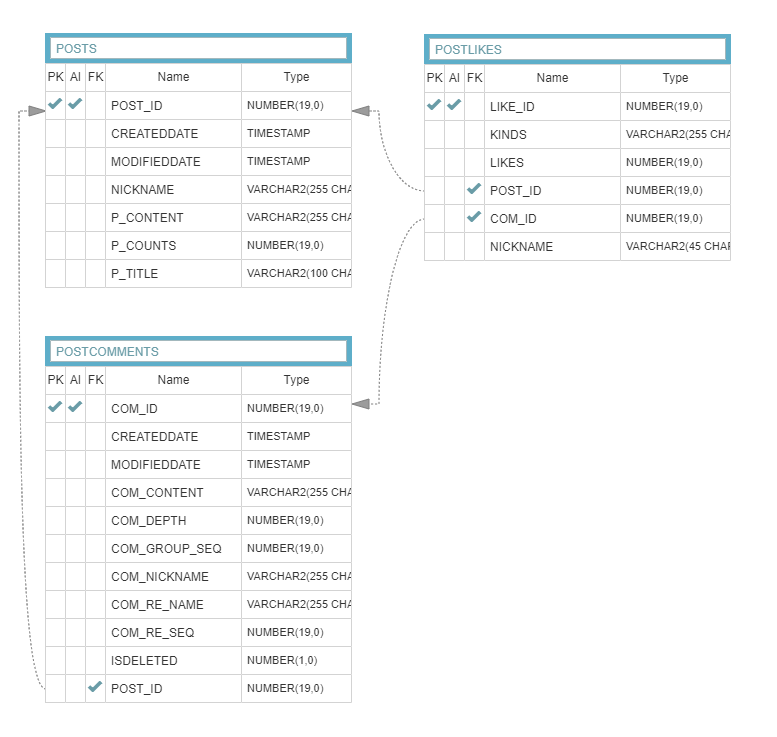 POSTS
PK AI FK Name Type
POST_ID NUMBER(19,0)
CREATEDDATE TIMESTAMP
MODIFIEDDATE TIMESTAMP
NICKNAME VARCHAR2(255 CHA
P_CONTENT VARCHAR2(255 CHA
P_COUNTS NUMBER(19,0)
P_TITLE VARCHAR2(100 CHA
POSTLIKES
PK AI FK Name Type
LIKE_ID NUMBER(19,0)
KINDS VARCHAR2(255 CHA
LIKES NUMBER(19,0)
POST_ID NUMBER(19,0)
COM_ID NUMBER(19,0)
NICKNAME VARCHAR2(45 CHAR
POSTCOMMENTS
PK AI FK Name Type
COM_ID NUMBER(19,0)
CREATEDDATE TIMESTAMP
MODIFIEDDATE TIMESTAMP
COM_CONTENT VARCHAR2(255 CHA
COM_DEPTH NUMBER(19,0)
COM_GROUP_SEQ NUMBER(19,0)
COM_NICKNAME VARCHAR2(255 CHA
COM_RE_NAME VARCHAR2(255 CHA
COM_RE_SEQ NUMBER(19,0)
ISDELETED NUMBER(1,0)
POST_ID NUMBER(19,0)